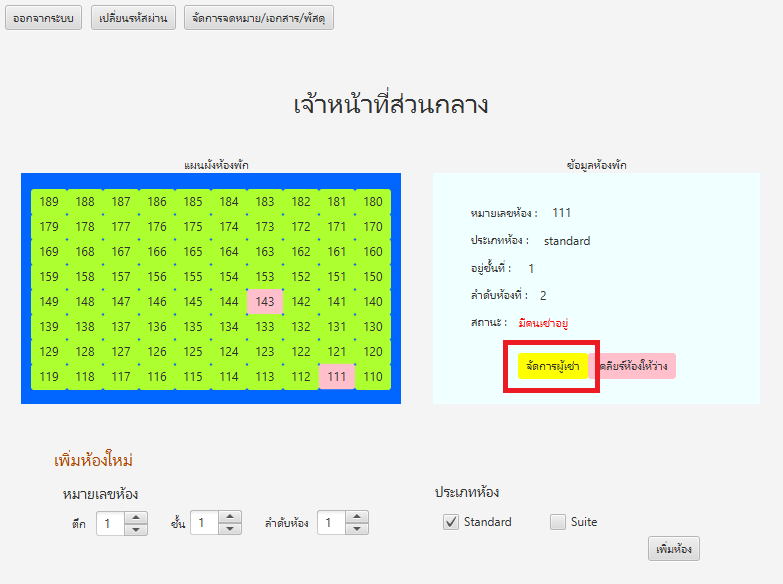 ออกจากระบบ เปลี่ยนรหัสผ่าน จัดการจดหมาย/เอกสาร/พัสดุ
เจ้าหน้าที่ส่วนกลาง
แผนผังห้องพัก
189 188 187 186 185 184 183 182 181 180
179 178 177 176 175 174 173 172 171 170
169 168 167 166 165 164 163 162 161 160
159 158 157 156 155 154 153 152 151 150
149 148 147 146 145 144 143 142 141 140
139 138 137 136 135 134 133 132 131 130
129 128 127 126 125 124 123 122 121 120
119 118 117 116 115 114 113 112 111 110
ข้อมูลห้องพัก
หมายเลขห้อง : 111
ประเภทห้อง : standard
อยู่ชั้นที่ : 1
ลำดับห้องที่ : 2
สถานะ : มีคนเช่าอยู่
จัดการผู้เช่า เคลียร์ห้องให้ว่าง
เพิ่มห้องใหม่
หมายเลขห้อง
ตึก 1 ชั้น 1 ลำดับห้อง 1
ประเภทห้อง
Standard Suite
เพิ่มห้อง